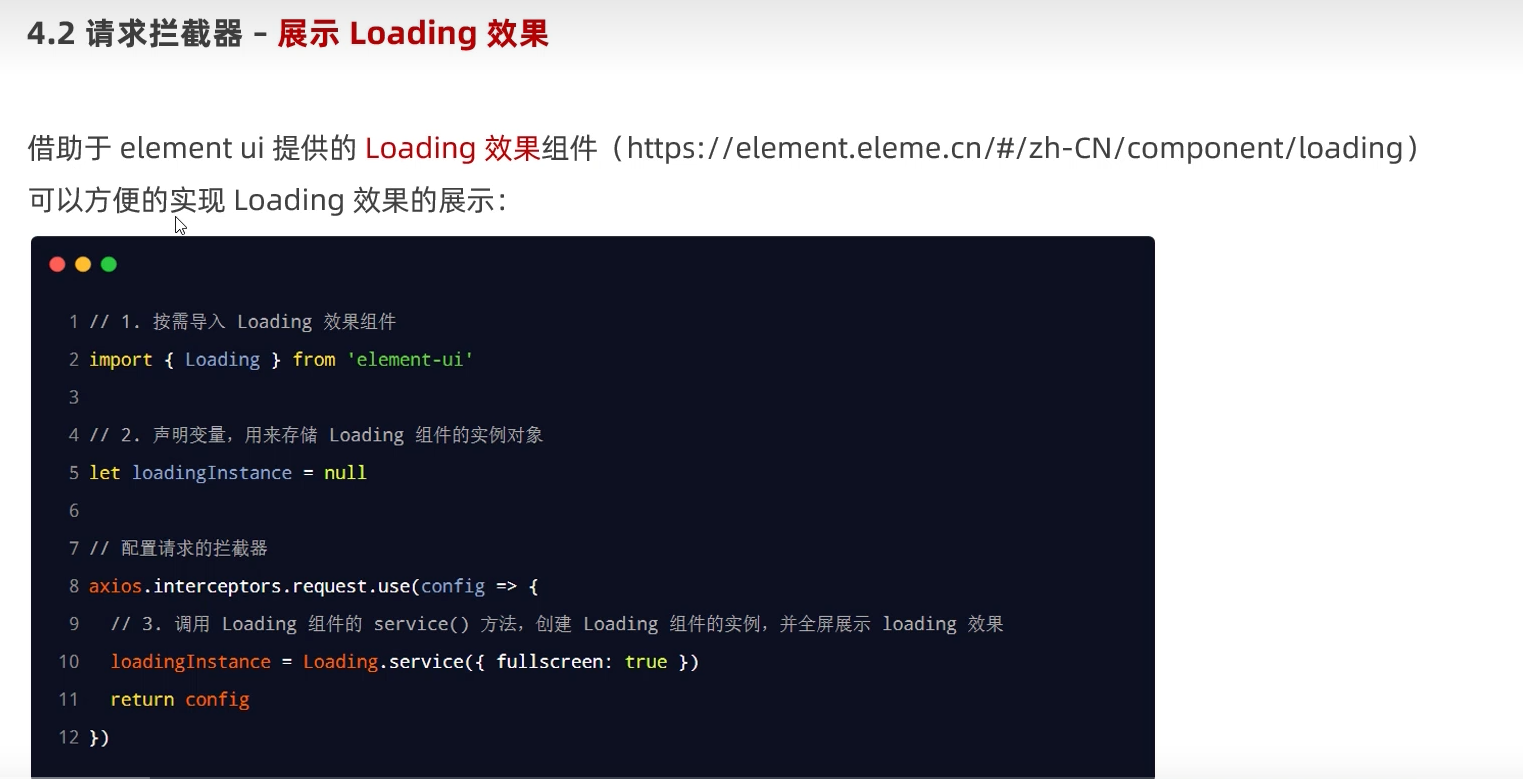 4.2 请求拦截器 – 展示 Loading 效果
借助于 element ui 提供的 Loading 效果组件（https://element.eleme.cn/#/zh-CN/component/loading）
可以方便的实现 Loading 效果的展示：
1 // 1. 按需导入 Loading 效果组件
2 import { Loading } from 'element-ui'
3
4 // 2. 声明变量，用来存储 Loading 组件的实例对象
5 let loadingInstance = null
6
7 // 配置请求的拦截器
8 axios.interceptors.request.use(config => {
9   // 3. 调用 Loading 组件的 service() 方法，创建 Loading 组件的实例，并全屏展示 loading 效果
10   loadingInstance = Loading.service({ fullscreen: true })
11   return config
12 })